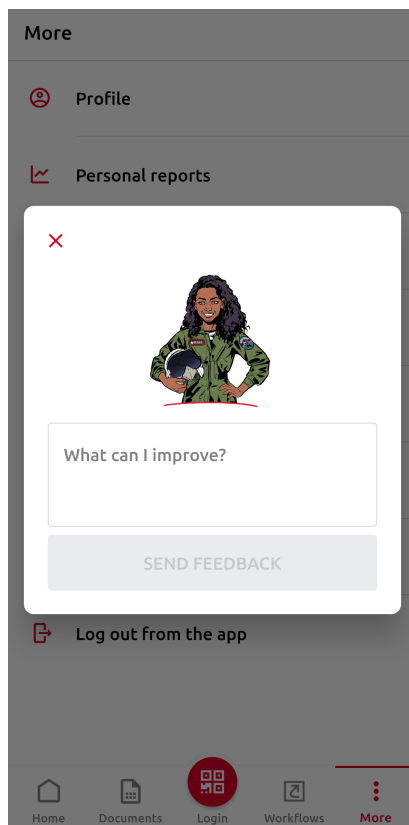 More
Profile
Personal reports
What can I improve?
SEND FEEDBACK
Log out from the app
Home
Documents
Login
Workflows
More